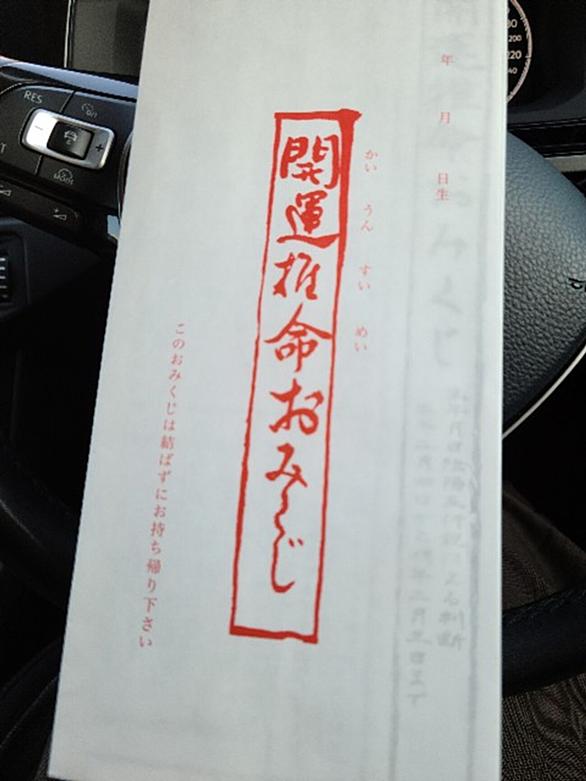 年 月 日生
かい うん すい めい
開運推命おみくじ
このおみくじは結ばずにお持ち帰り下さい
RES